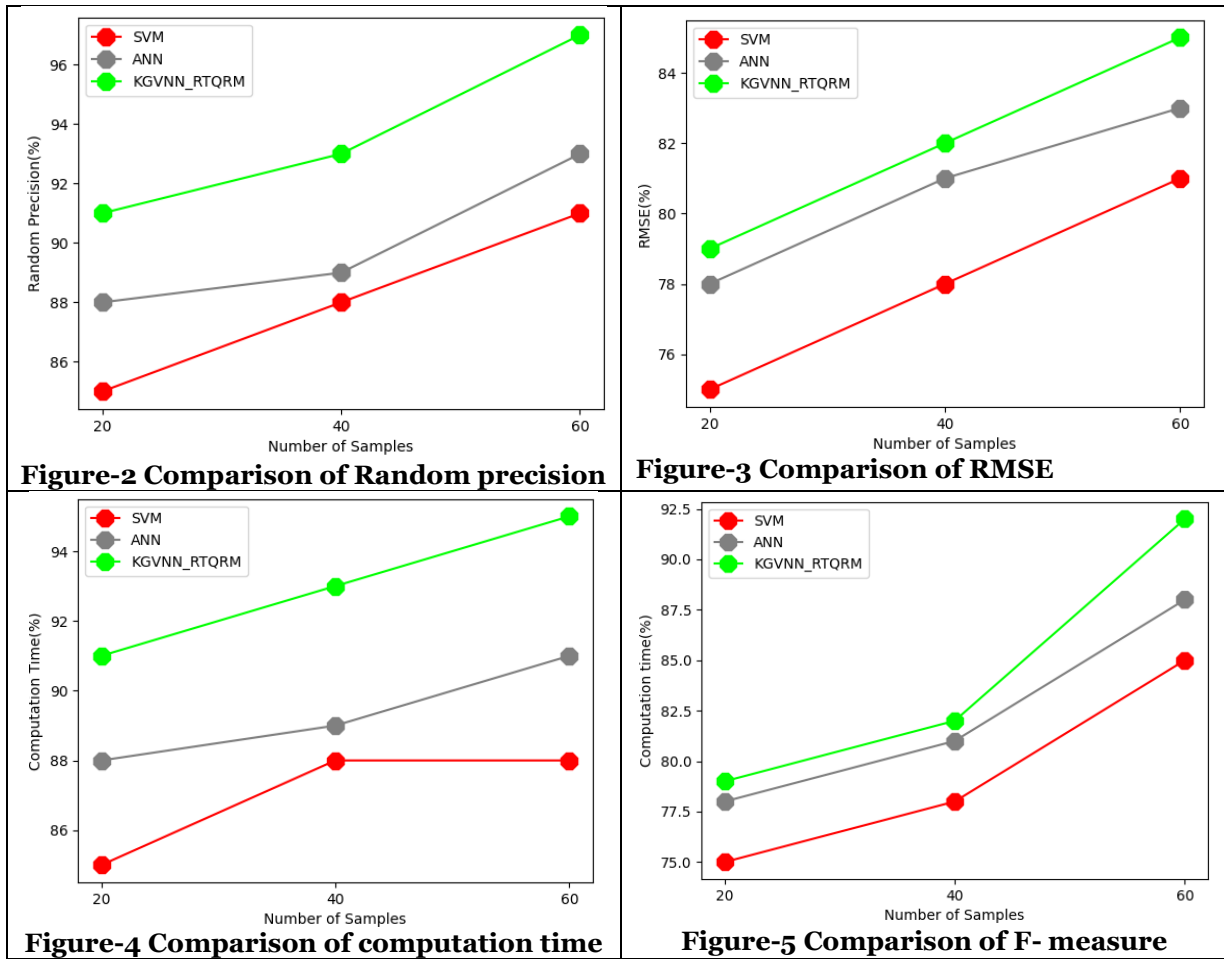 SVM
ANN
KGVNN_RTQRM
96
94
92
90
88
86
Random Precision(%)
20 40 60
Number of Samples
Figure-2 Comparison of Random precision
SVM
ANN
KGVNN_RTQRM
84
82
80
78
76
RMSE(%)
20 40 60
Number of Samples
Figure-3 Comparison of RMSE
SVM
ANN
KGVNN_RTQRM
94
92
90
88
86
Computation Time(%)
20 40 60
Number of Samples
Figure-4 Comparison of computation time
SVM
ANN
KGVNN_RTQRM
92.5
90.0
87.5
85.0
82.5
80.0
77.5
75.0
Computation time(%)
20 40 60
Number of Samples
Figure-5 Comparison of F- measure